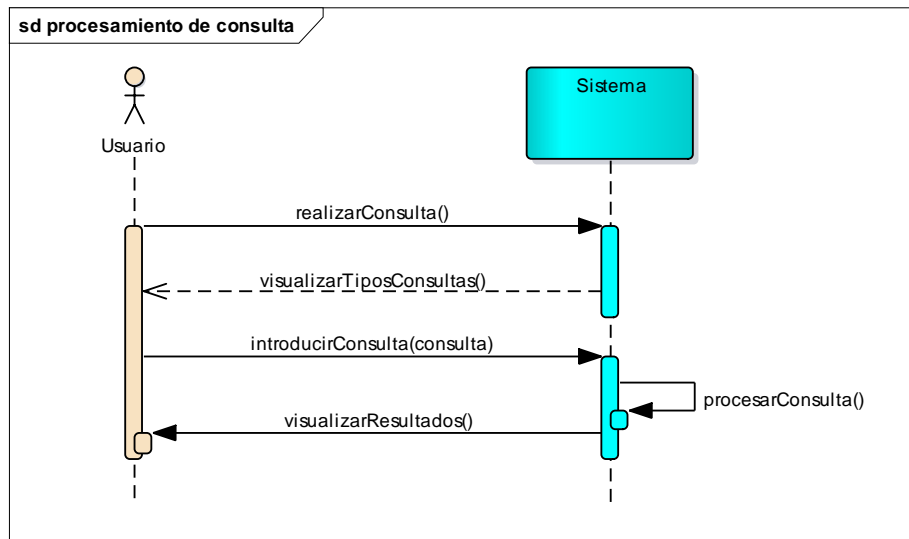 sd procesamiento de consulta
Sistema
Usuario
realizarConsulta()
visualizarTiposConsultas()
introducirConsulta(consulta)
procesarConsulta()
visualizarResultados()